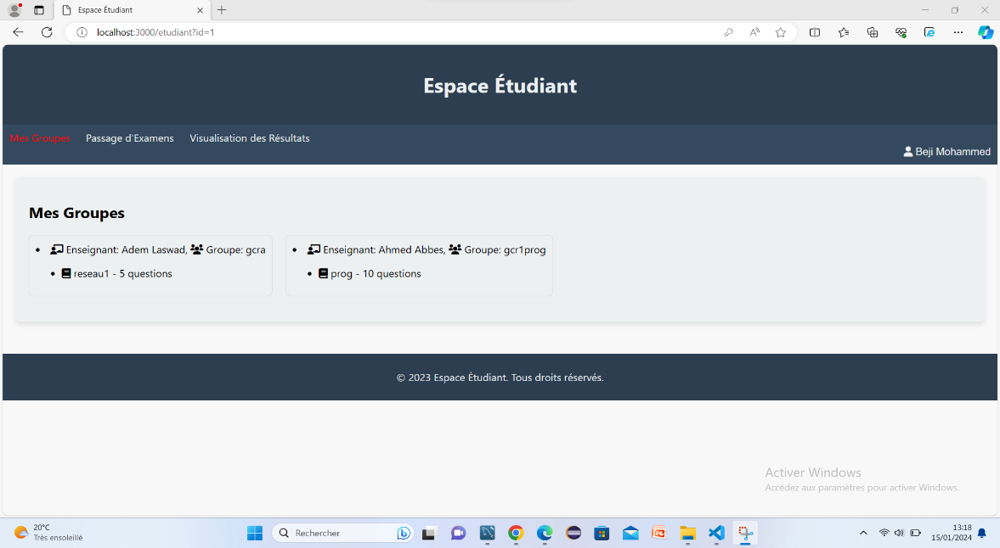 Espace Étudiant
localhost:3000/etudiant?id=1
Espace Étudiant
Mes Groupes Passage d'Examens Visualisation des Résultats
Beji Mohammed
Mes Groupes
• Enseignant: Adem Laswad, Groupe: gcra
• reseau1 - 5 questions
• Enseignant: Ahmed Abbes, Groupe: gcr1prog
• prog - 10 questions
© 2023 Espace Étudiant. Tous droits réservés.
Activer Windows
Accédez aux paramètres pour activer Windows.
20°C
Très ensoleillé
Rechercher
13:18
15/01/2024